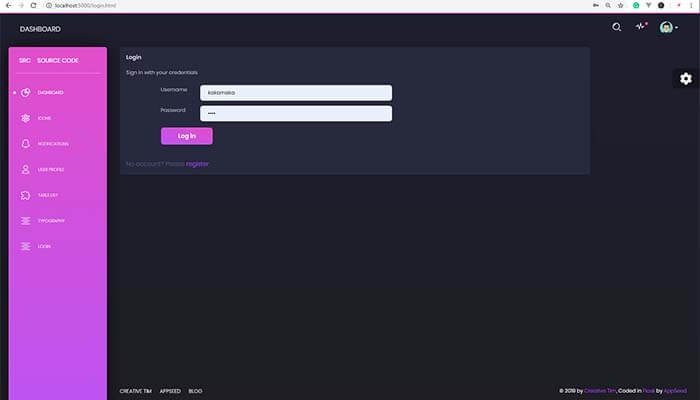 localhost:5000/login.html
DASHBOARD
SRC SOURCE CODE
DASHBOARD
ICONS
NOTIFICATIONS
USER PROFILE
TABLE LIST
TYPOGRAPHY
LOGIN
Login
Sign in with your credentials
Username
kakamaka
Password
Log in
No account? Please register
CREATIVE TIM APPSEED BLOG
© 2019 by Creative Tim, Coded in Flask by AppSeed